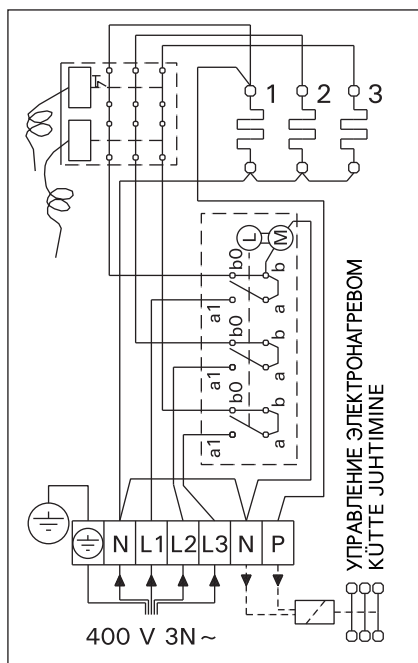 1 2 3
L M
b0 b
a1 a
b0 b
a1 a
b0 b
a1 a
УПРАВЛЕНИЕ ЭЛЕКТРОНАГРЕВОМ
KÜTTE JUHTIMINE
N L1 L2 L3 N P
400 V 3N~